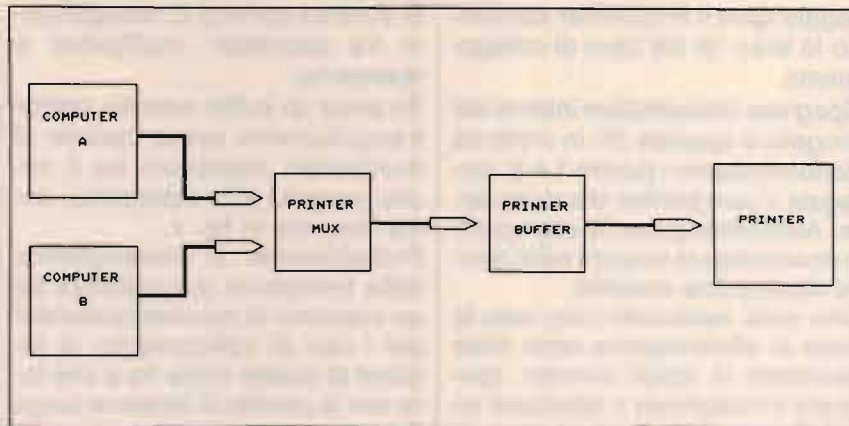 COMPUTER
A
COMPUTER
B
PRINTER
MUX
PRINTER
BUFFER
PRINTER